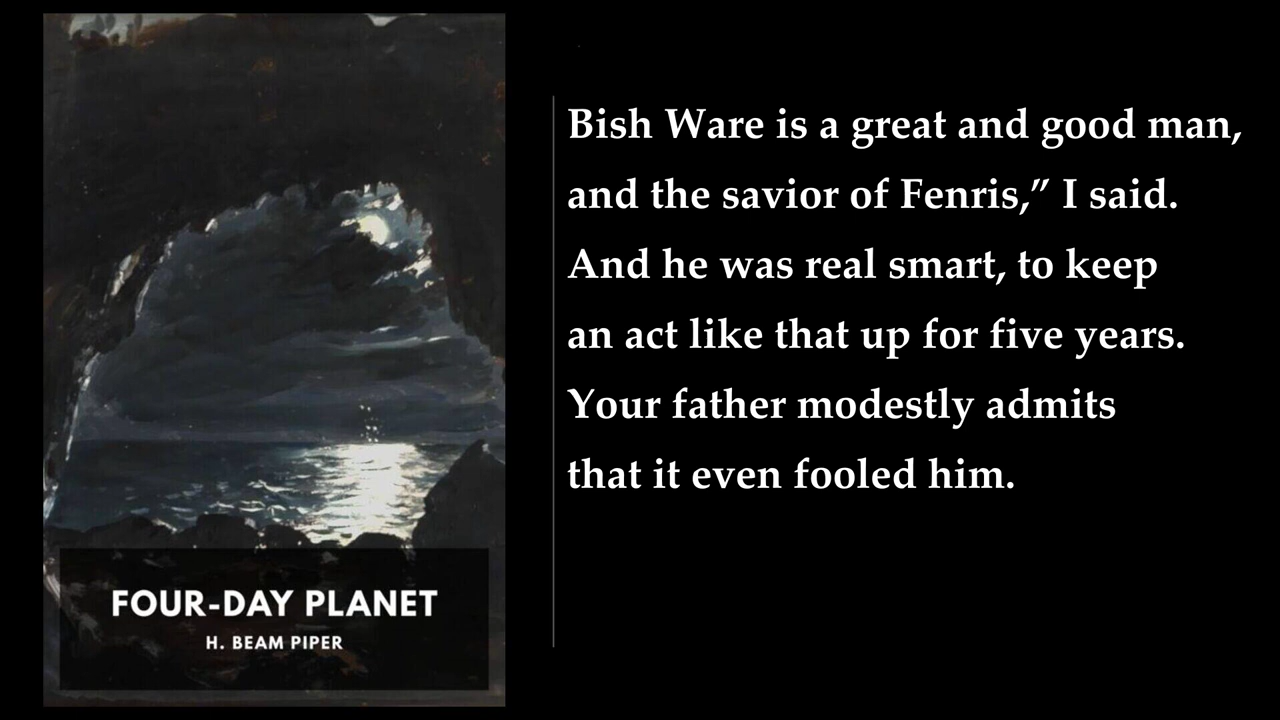 Bish Ware is a great and good man,
and the savior of Fenris,” I said.
And he was real smart, to keep
an act like that up for five years.
Your father modestly admits
that it even fooled him.
FOUR-DAY PLANET
H. BEAM PIPER